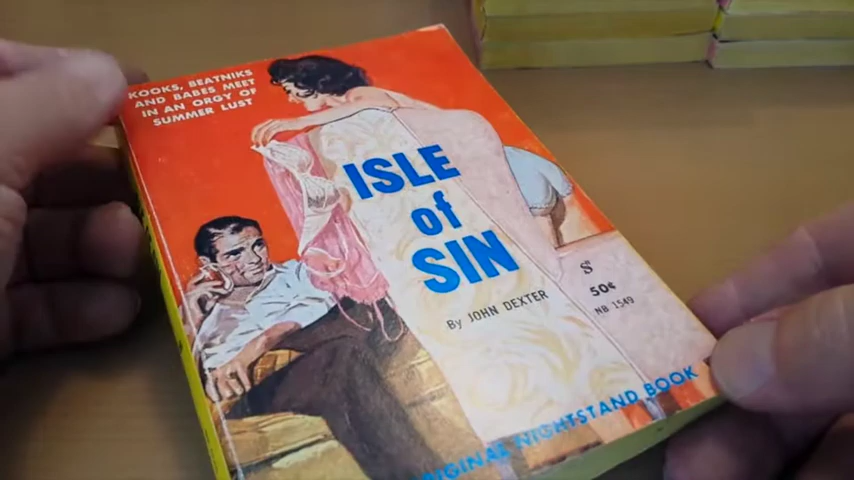 KOOKS, BEATNIKS
AND BABES MEET
IN AN ORGY OF
SUMMER LUST
ISLE
of
SIN
By JOHN DEXTER
50¢
NB 1549
ORIGINAL NIGHTSTAND BOOK